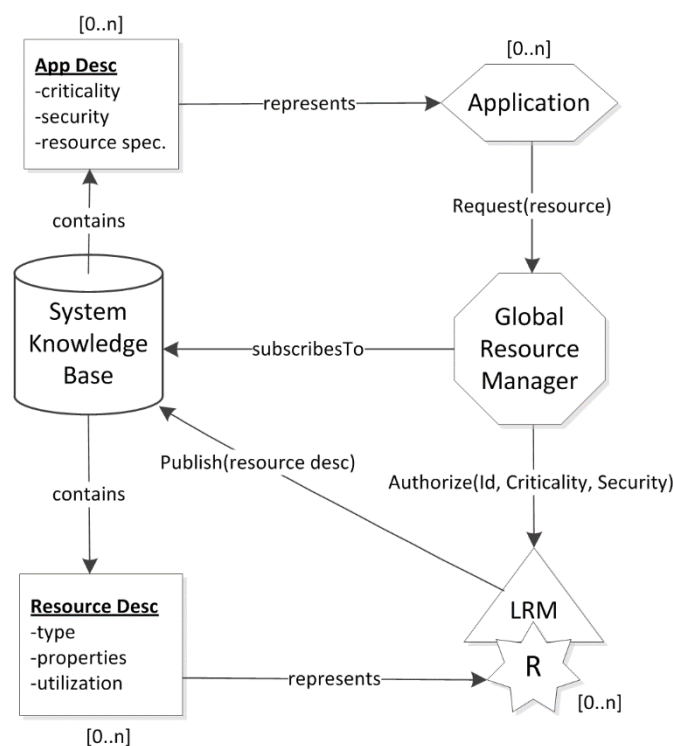 [0..n]
App Desc
-criticality
-security
-resource spec.
represents
[0..n]
Application
contains
Request(resource)
System
Knowledge
Base
subscribesTo
Global
Resource
Manager
Publish(resource desc)
Authorize(Id, Criticality, Security)
contains
Resource Desc
-type
-properties
-utilization
[0..n]
represents
LRM
R
[0..n]